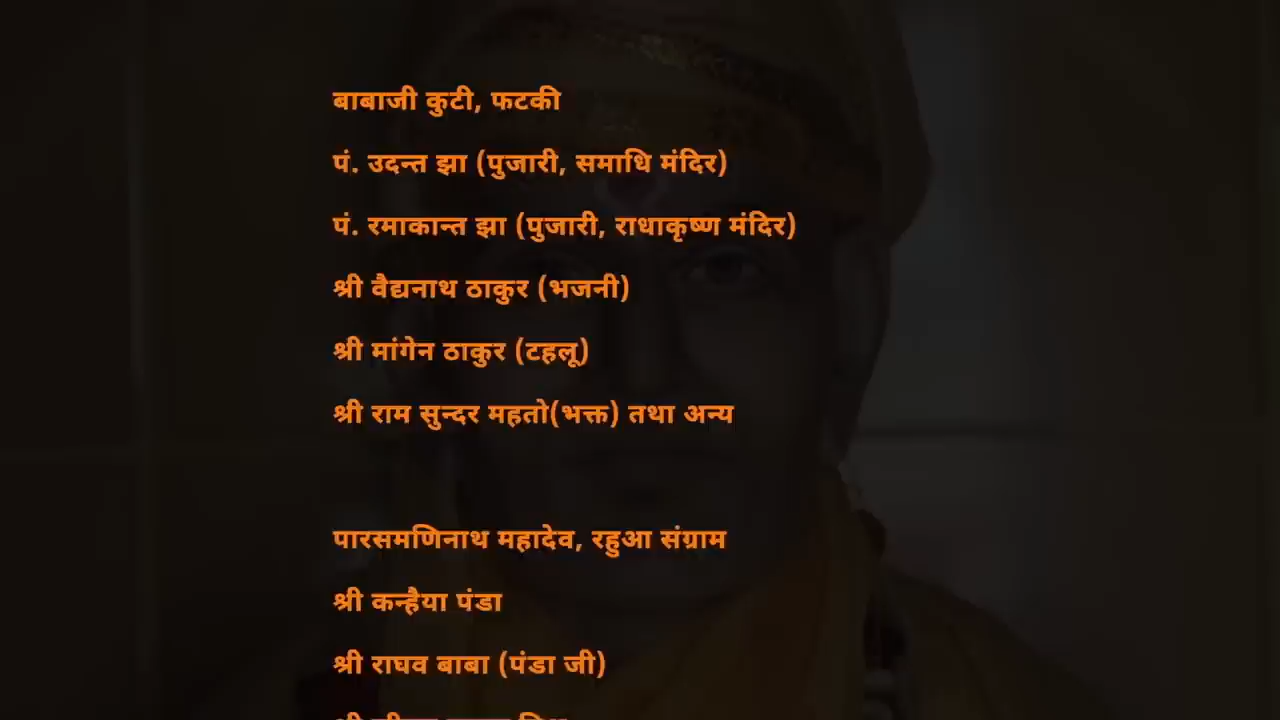 बाबाजी कुटी, फटकी
पं. उदन्त झा (पुजारी, समाधि मंदिर)
पं. रमाकान्त झा (पुजारी, राधाकृष्ण मंदिर)
श्री वैद्यनाथ ठाकुर (भजनी)
श्री मांगेन ठाकुर (टहलू)
श्री राम सुन्दर महतो(भक्त) तथा अन्य
पारसमणिनाथ महादेव, रहुआ संग्राम
श्री कन्हैया पंडा
श्री राघव बाबा (पंडा जी)
श्री